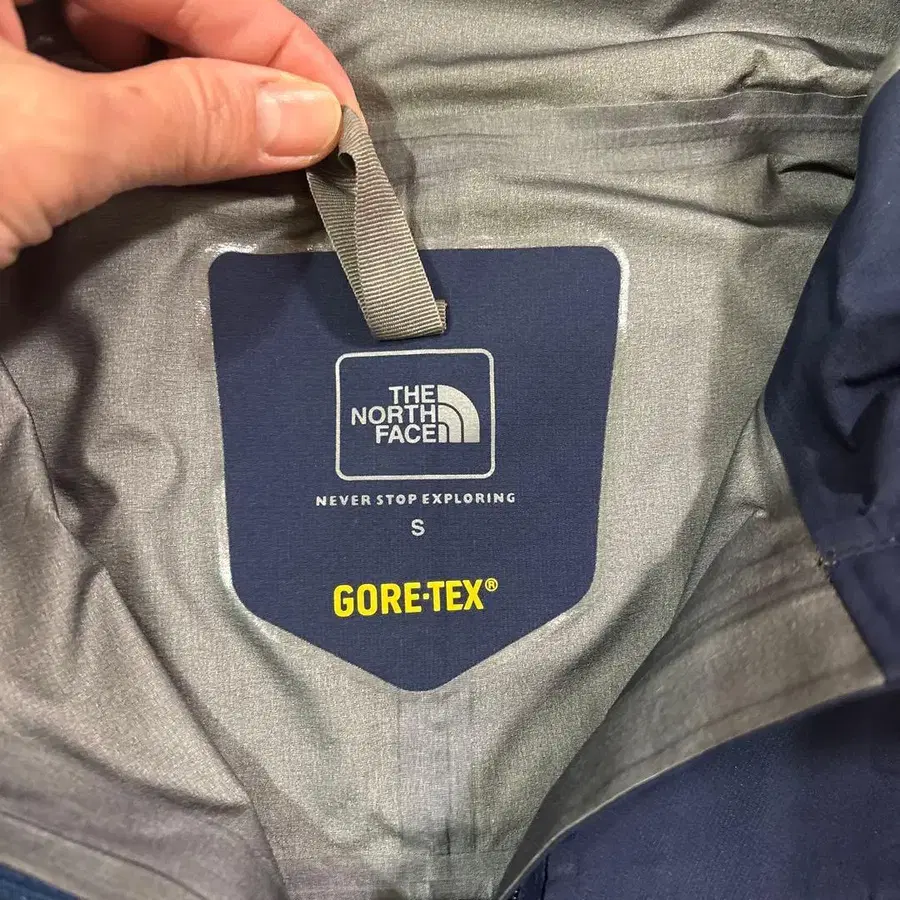 THE
NORTH
FACE
NEVER STOP EXPLORING
S
GORE-TEX®